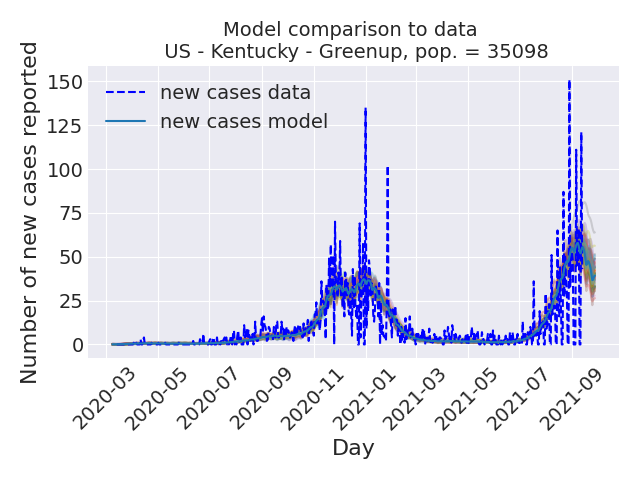 Model comparison to data
US - Kentucky - Greenup, pop. = 35098
Number of new cases reported
150
125
100
75
50
25
0
new cases data
new cases model
2020-03
2020-05
2020-07
2020-09
2020-11
2021-01
2021-03
2021-05
2021-07
2021-09
Day